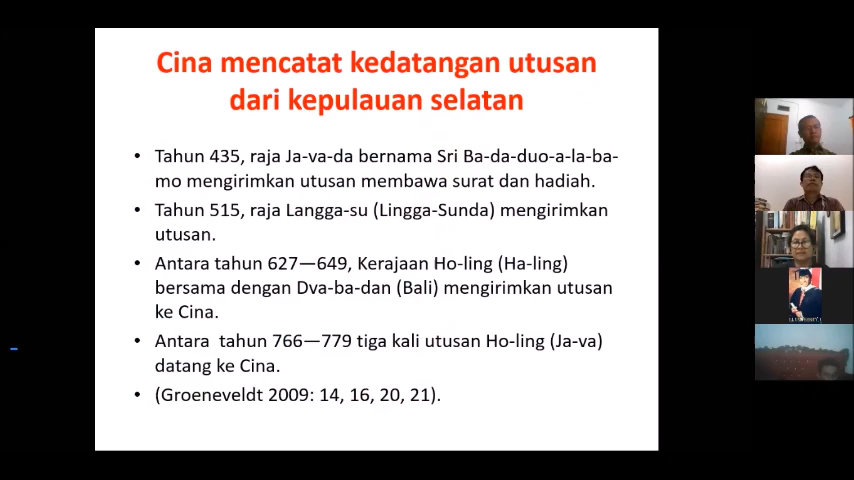 Cina mencatat kedatangan utusan
dari kepulauan selatan
• Tahun 435, raja Ja-va-da bernama Sri Ba-da-duo-a-la-ba-
mo mengirimkan utusan membawa surat dan hadiah.
• Tahun 515, raja Langga-su (Lingga-Sunda) mengirimkan
utusan.
• Antara tahun 627—649, Kerajaan Ho-ling (Ha-ling)
bersama dengan Dva-ba-dan (Bali) mengirimkan utusan
ke Cina.
• Antara tahun 766—779 tiga kali utusan Ho-ling (Ja-va)
datang ke Cina.
• (Groeneveldt 2009: 14, 16, 20, 21).